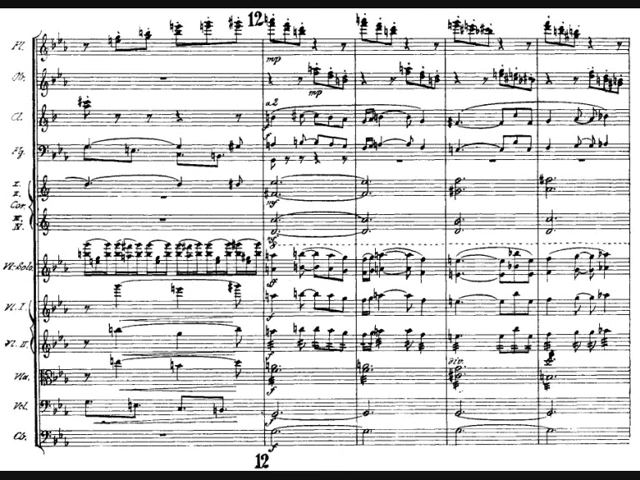 12
Fl.
mp
Ob.
mp
Cl.
a2
Fg.
I.
II.
Cor.
mf
III.
IV.
Vl. Solo
ff
Vl. I.
f
Vl. II.
Vla.
div.
f
Vcl.
f
Cb.
f
12